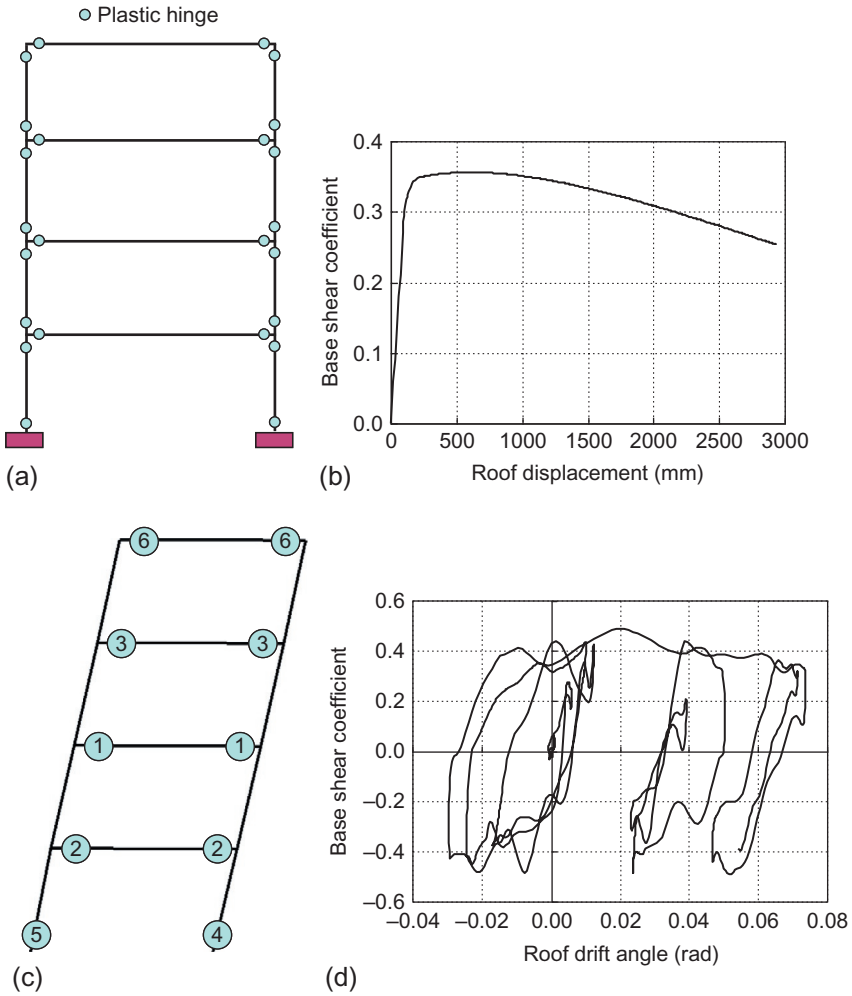 Plastic hinge
(a)
Base shear coefficient
0.4
0.3
0.2
0.1
0.0
0 500 1000 1500 2000 2500 3000
Roof displacement (mm)
(b)
6 6
3 3
1 1
2 2
5 4
(c)
Base shear coefficient
0.6
0.4
0.2
0.0
–0.2
–0.4
–0.6
–0.04 –0.02 0.00 0.02 0.04 0.06 0.08
Roof drift angle (rad)
(d)